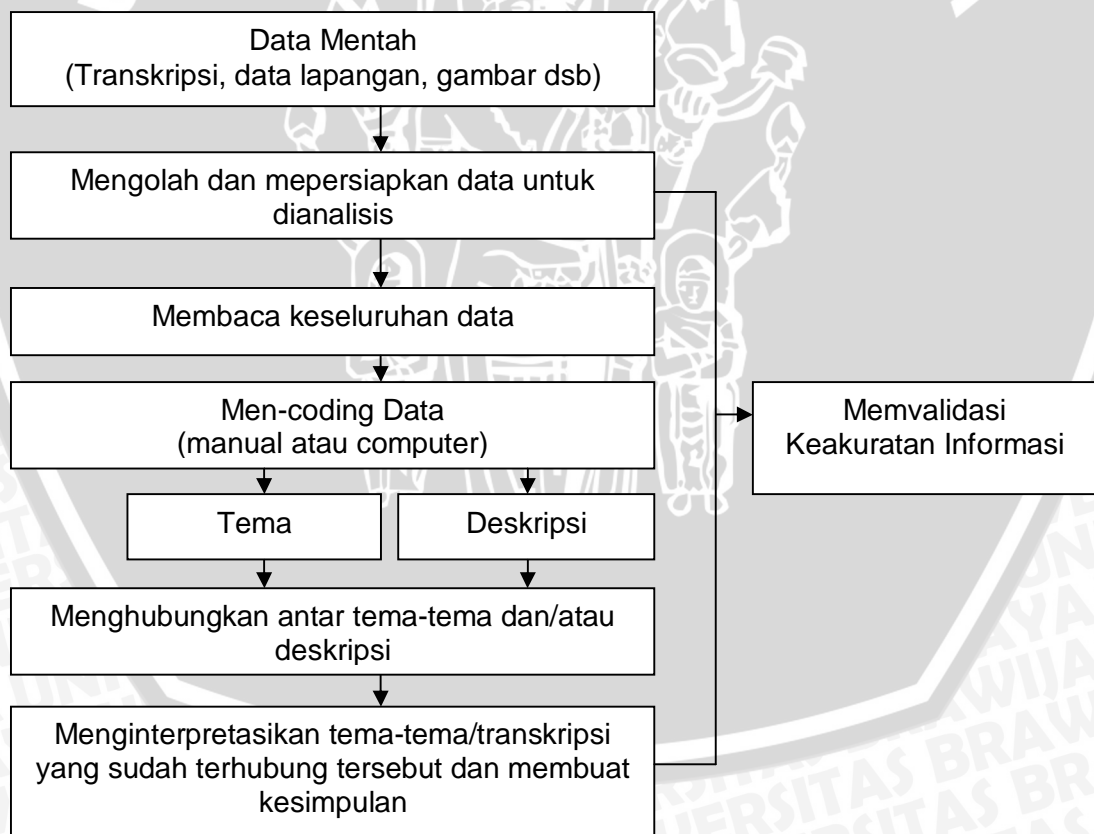 Data Mentah
(Transkripsi, data lapangan, gambar dsb)
Mengolah dan mepersiapkan data untuk
dianalisis
Membaca keseluruhan data
Men-coding Data
(manual atau computer)
Memvalidasi
Keakuratan Informasi
Tema
Deskripsi
Menghubungkan antar tema-tema dan/atau
deskripsi
Menginterpretasikan tema-tema/transkripsi
yang sudah terhubung tersebut dan membuat
kesimpulan